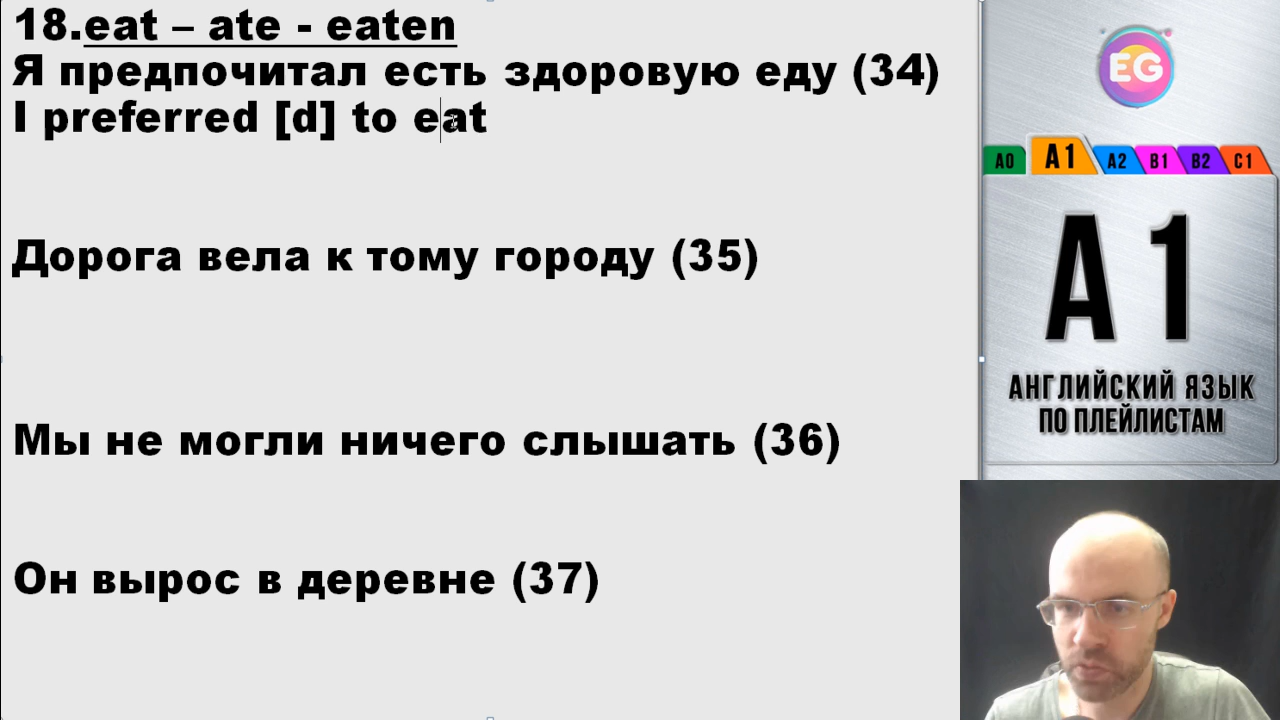 18.eat – ate - eaten
Я предпочитал есть здоровую еду (34)
I preferred [d] to eat
Дорога вела к тому городу (35)
Мы не могли ничего слышать (36)
Он вырос в деревне (37)
EG
A0 A1 A2 B1 B2 C1
A 1
АНГЛИЙСКИЙ ЯЗЫК
ПО ПЛЕЙЛИСТАМ